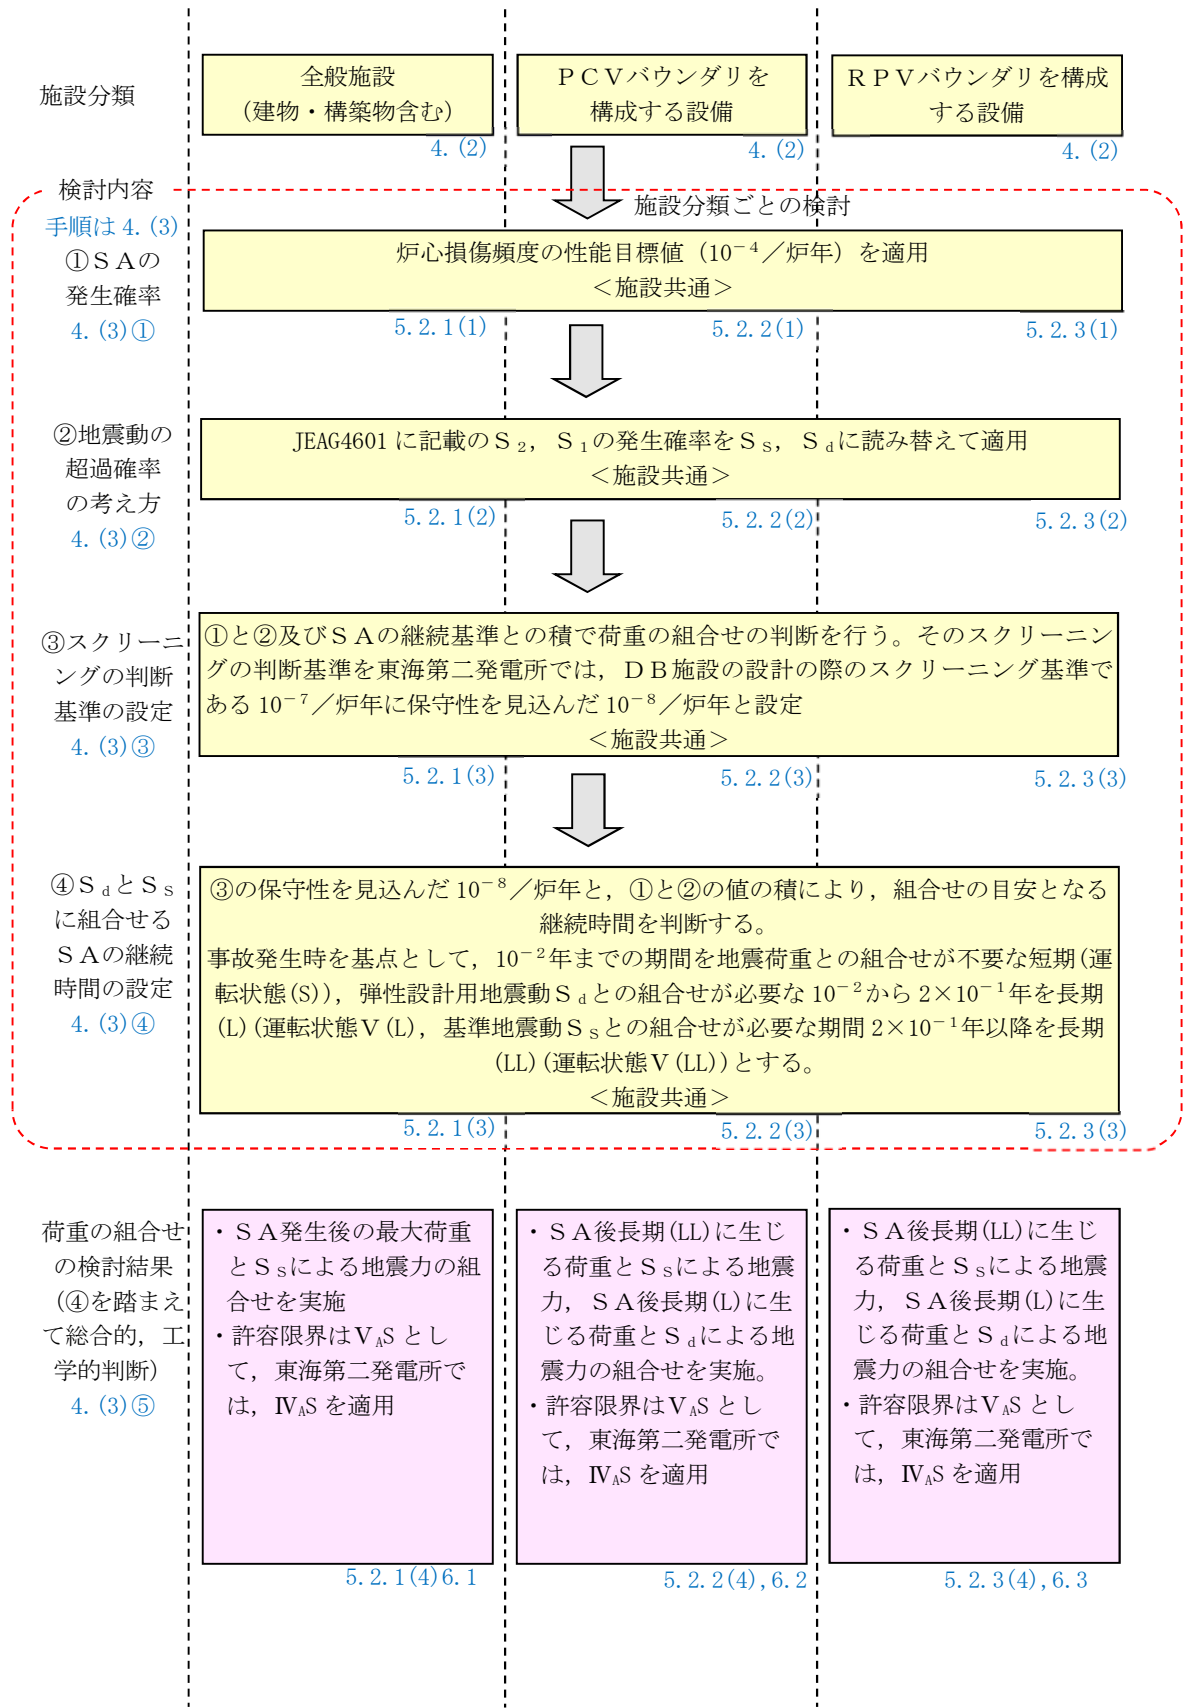 施設分類
全般施設
(建物・構築物含む)
4. (2)
ＰＣＶバウンダリを
構成する設備
4. (2)
ＲＰＶバウンダリを構成
する設備
4. (2)
施設分類ごとの検討
検討内容
手順は 4. (3)
①ＳＡの
発生確率
4. (3)①
炉心損傷頻度の性能目標値（10⁻⁴／炉年）を適用
＜施設共通＞
5.2.1(1)
5.2.2(1)
5.2.3(1)
②地震動の
超過確率
の考え方
4. (3)②
JEAG4601 に記載のＳ₂，Ｓ₁の発生確率をＳₛ，Ｓ_dに読み替えて適用
＜施設共通＞
5.2.1(2)
5.2.2(2)
5.2.3(2)
③スクリーニ
ングの判断
基準の設定
4. (3)③
①と②及びＳＡの継続基準との積で荷重の組合せの判断を行う。そのスクリーニン
グの判断基準を東海第二発電所では，ＤＢ施設の設計の際のスクリーニング基準で
ある 10⁻⁷／炉年に保守性を見込んだ 10⁻⁸／炉年と設定
＜施設共通＞
5.2.1(3)
5.2.2(3)
5.2.3(3)
④Ｓ_dとＳₛ
に組合せる
ＳＡの継続
時間の設定
4. (3)④
③の保守性を見込んだ 10⁻⁸／炉年と，①と②の値の積により，組合せの目安となる
継続時間を判断する。
事故発生時を基点として，10⁻²年までの期間を地震荷重との組合せが不要な短期(運
転状態(S))，弾性設計用地震動Ｓ_dとの組合せが必要な 10⁻²から 2×10⁻¹年を長期
(L)(運転状態Ⅴ(L)，基準地震動Ｓₛとの組合せが必要な期間 2×10⁻¹年以降を長期
(LL)(運転状態Ⅴ(LL))とする。
＜施設共通＞
5.2.1(3)
5.2.2(3)
5.2.3(3)
荷重の組合せ
の検討結果
（④を踏まえ
て総合的，工
学的判断）
4. (3)⑤
・ＳＡ発生後の最大荷重
とＳₛによる地震力の組
合せを実施
・許容限界はⅤ_AS とし
て，東海第二発電所で
は，Ⅳ_AS を適用
5.2.1(4)6.1
・ＳＡ後長期(LL)に生じ
る荷重とＳₛによる地震
力，ＳＡ後長期(L)に生
じる荷重とＳ_dによる地
震力の組合せを実施。
・許容限界はⅤ_AS とし
て，東海第二発電所で
は，Ⅳ_AS を適用
5.2.2(4),6.2
・ＳＡ後長期(LL)に生じ
る荷重とＳₛによる地震
力，ＳＡ後長期(L)に生
じる荷重とＳ_dによる地
震力の組合せを実施。
・許容限界はⅤ_AS とし
て，東海第二発電所で
は，Ⅳ_AS を適用
5.2.3(4),6.3